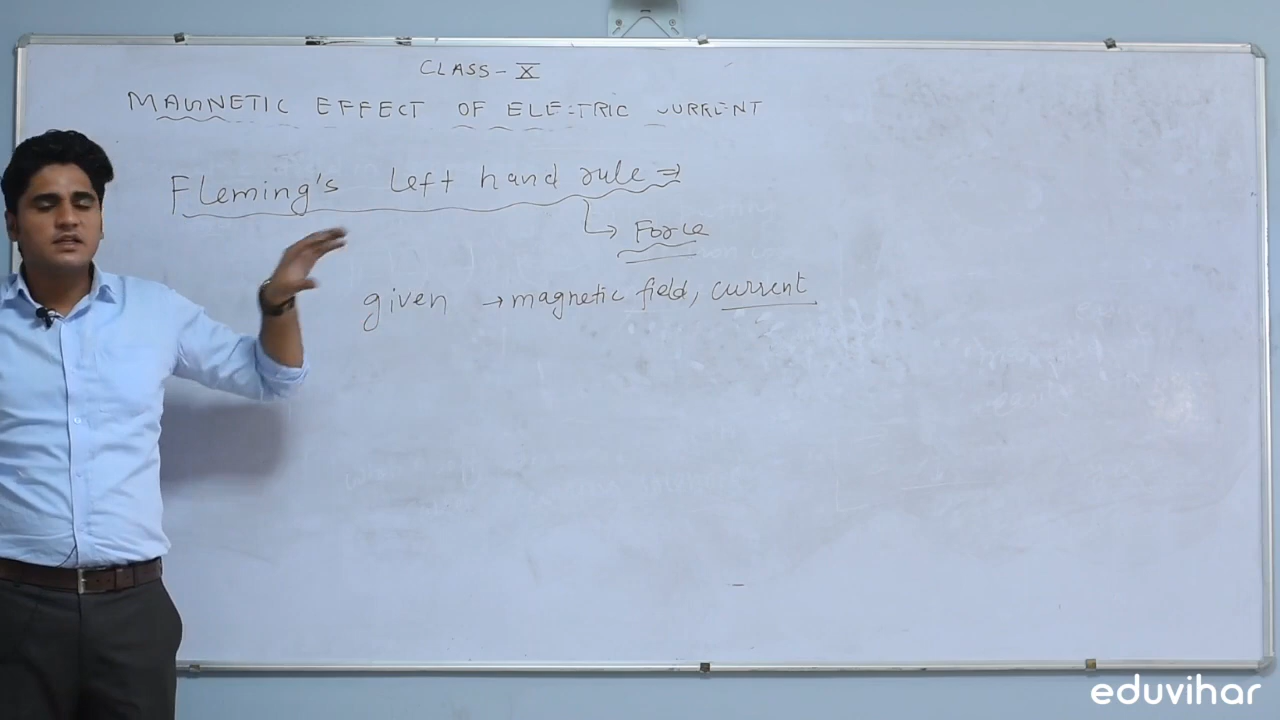 CLASS - X
MAGNETIC EFFECT OF ELECTRIC CURRENT
Fleming's Left hand rule ⇒
↳ Force
given → magnetic field, current
eduvihar